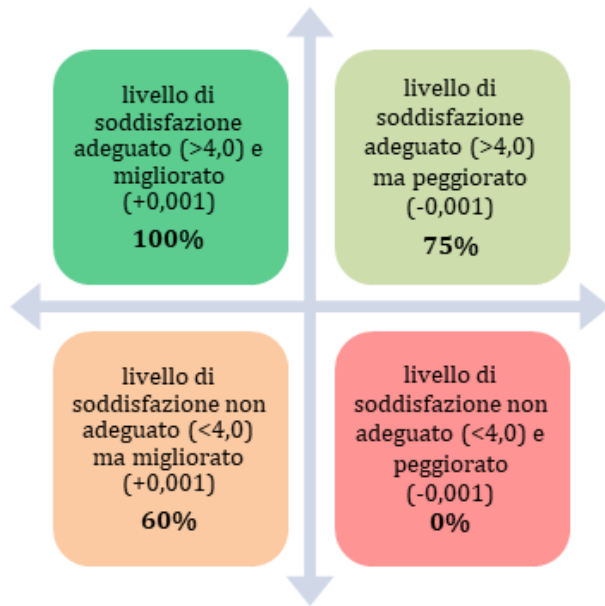 livello di
soddisfazione
adeguato (>4,0) e
migliorato
(+0,001)
100%
livello di
soddisfazione
adeguato (>4,0)
ma peggiorato
(-0,001)
75%
livello di
soddisfazione non
adeguato (<4,0)
ma migliorato
(+0,001)
60%
livello di
soddisfazione non
adeguato (<4,0) e
peggiorato
(-0,001)
0%